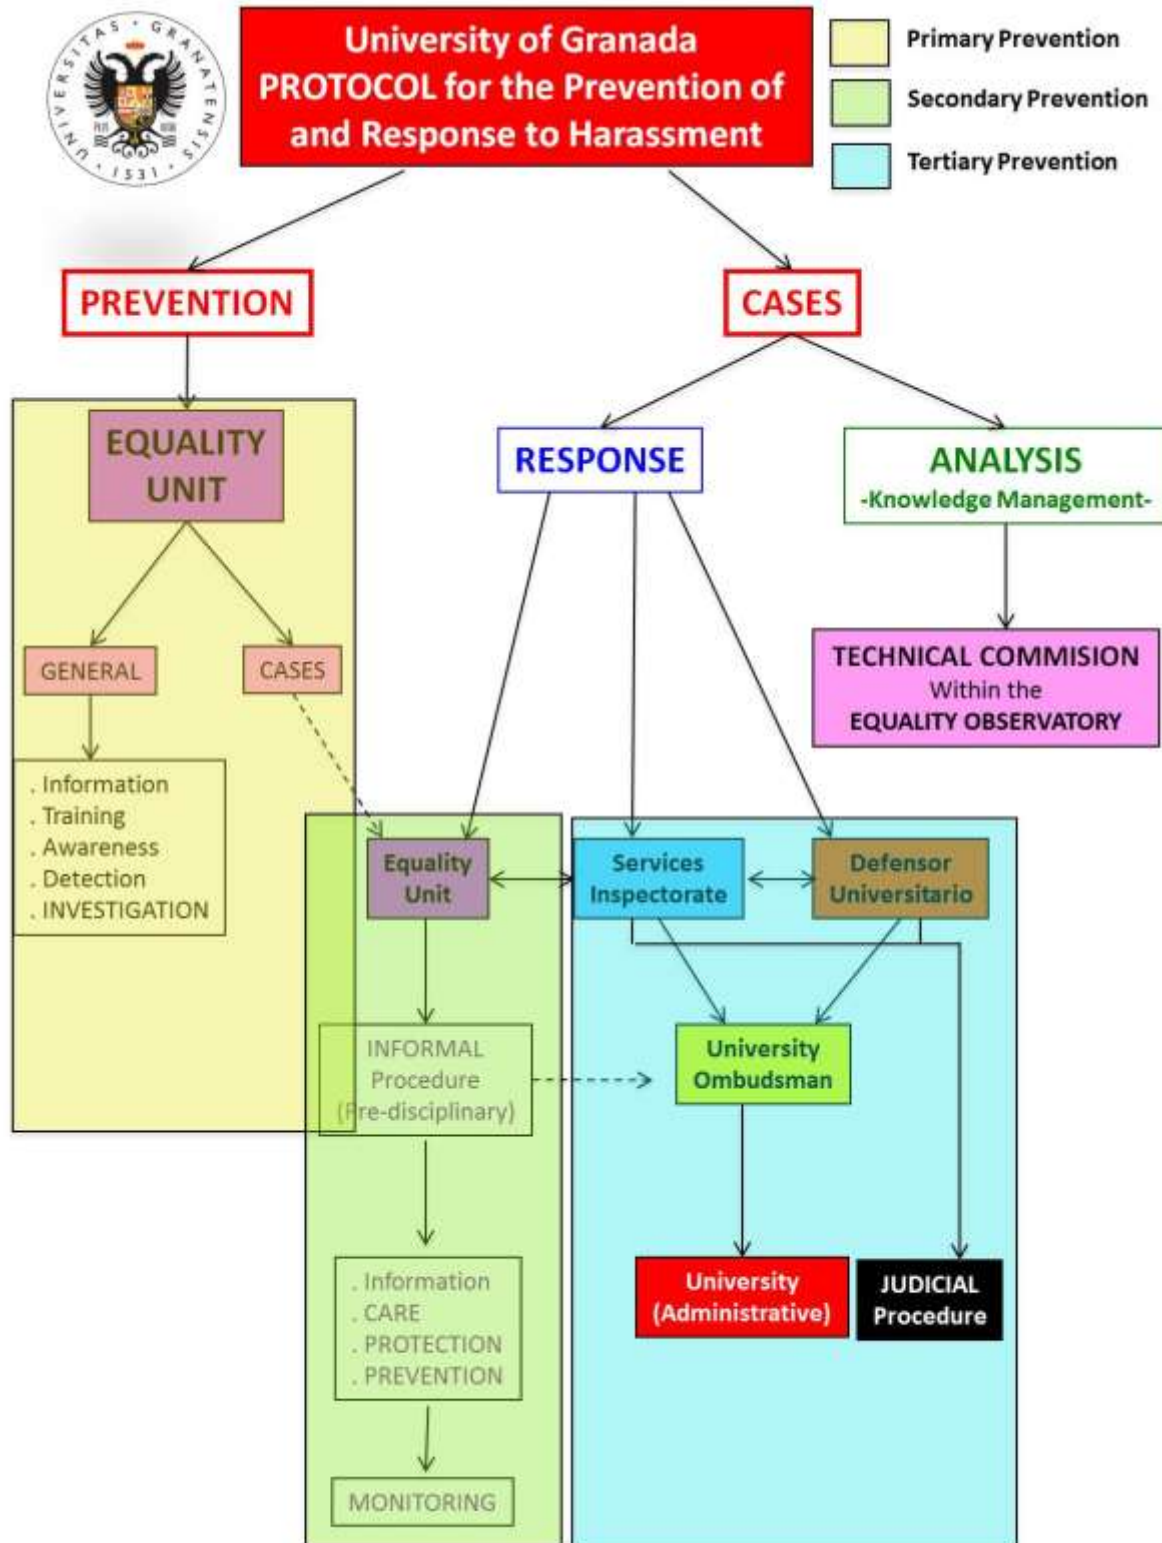 UNIVERSITAS · GRANATENSIS · 1531 ·
University of Granada
PROTOCOL for the Prevention of
and Response to Harassment
Primary Prevention
Secondary Prevention
Tertiary Prevention
PREVENTION
CASES
EQUALITY
UNIT
RESPONSE
ANALYSIS
-Knowledge Management-
GENERAL
CASES
TECHNICAL COMMISION
Within the
EQUALITY OBSERVATORY
. Information
. Training
. Awareness
. Detection
. INVESTIGATION
Equality
Unit
Services
Inspectorate
Defensor
Universitario
INFORMAL
Procedure
(Pre-disciplinary)
University
Ombudsman
. Information
. CARE
. PROTECTION
. PREVENTION
University
(Administrative)
JUDICIAL
Procedure
MONITORING